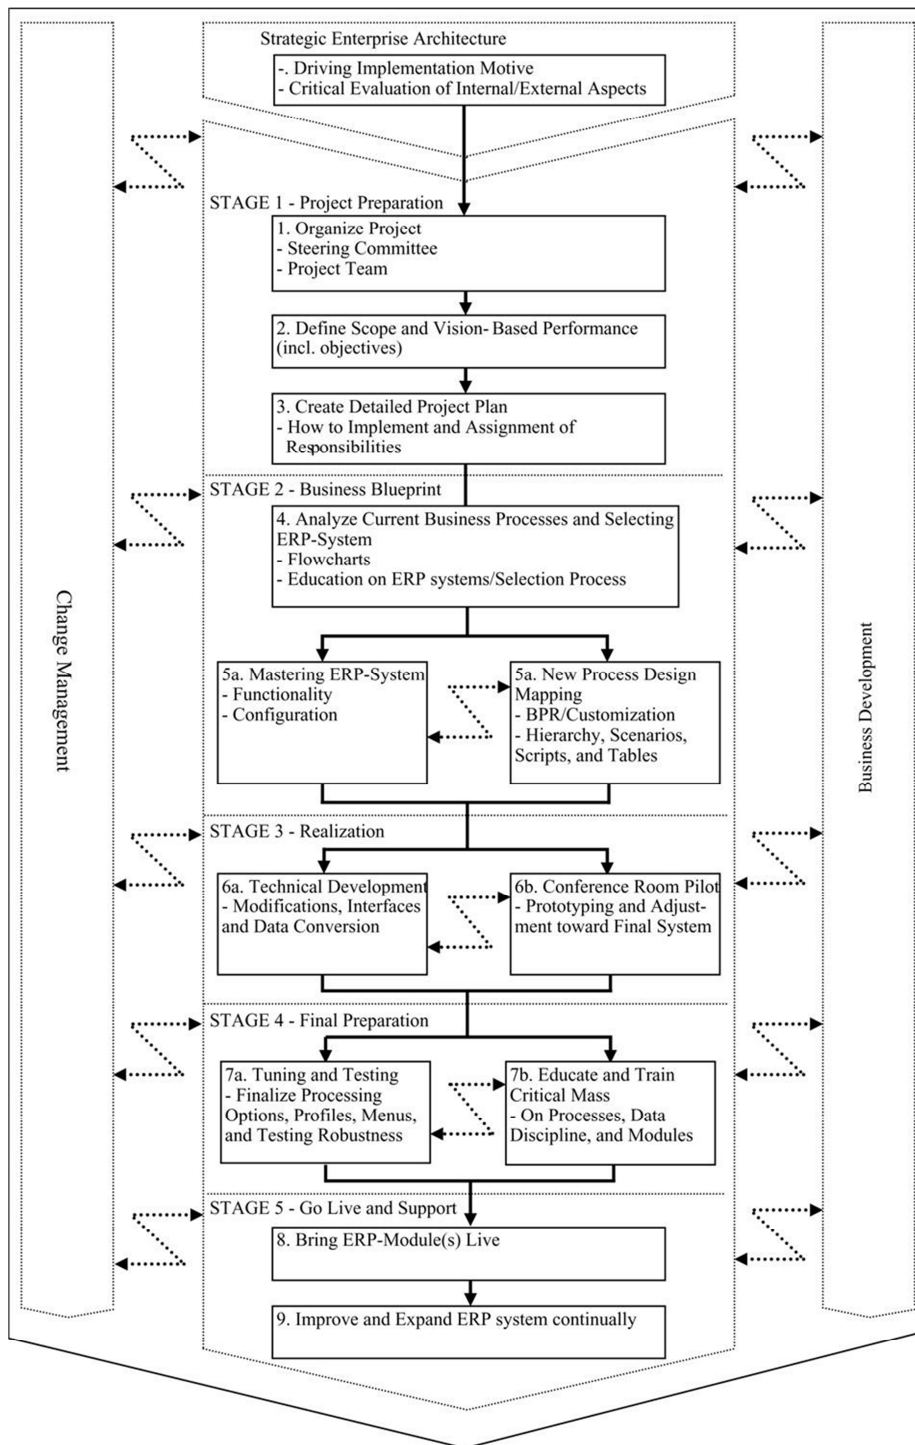 Strategic Enterprise Architecture
-. Driving Implementation Motive
- Critical Evaluation of Internal/External Aspects
STAGE 1 - Project Preparation
1. Organize Project
- Steering Committee
- Project Team
2. Define Scope and Vision-Based Performance
(incl. objectives)
3. Create Detailed Project Plan
- How to Implement and Assignment of
Responsibilities
STAGE 2 - Business Blueprint
4. Analyze Current Business Processes and Selecting
ERP-System
- Flowcharts
- Education on ERP systems/Selection Process
Change Management
Business Development
5a. Mastering ERP-System
- Functionality
- Configuration
5a. New Process Design
Mapping
- BPR/Customization
- Hierarchy, Scenarios,
Scripts, and Tables
STAGE 3 - Realization
6a. Technical Development
- Modifications, Interfaces
and Data Conversion
6b. Conference Room Pilot
- Prototyping and Adjust-
ment toward Final System
STAGE 4 - Final Preparation
7a. Tuning and Testing
- Finalize Processing
Options, Profiles, Menus,
and Testing Robustness
7b. Educate and Train
Critical Mass
- On Processes, Data
Discipline, and Modules
STAGE 5 - Go Live and Support
8. Bring ERP-Module(s) Live
9. Improve and Expand ERP system continually